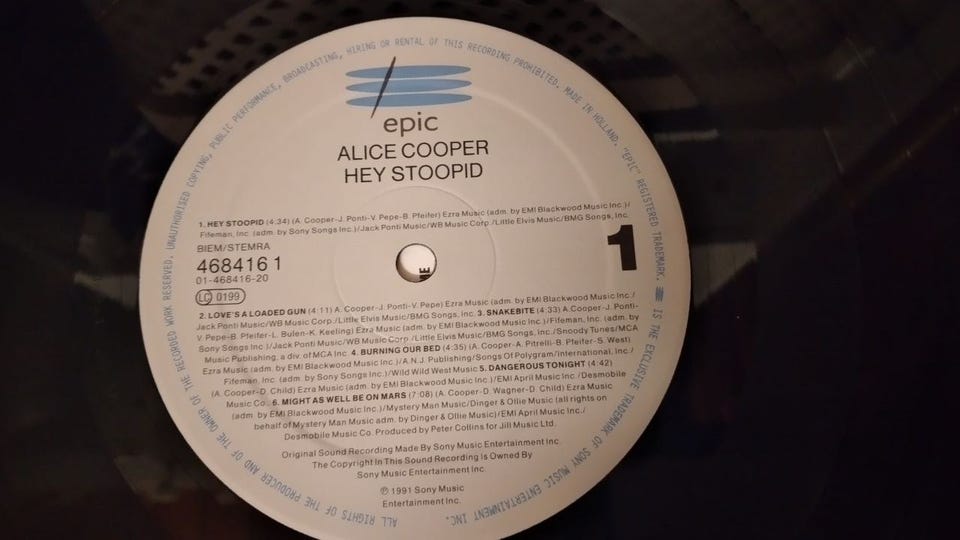 epic
ALICE COOPER
HEY STOOPID
1. HEY STOOPID (4:34) (A. Cooper-J. Ponti-V. Pepe-B. Pfeifer) Ezra Music (adm. by EMI Blackwood Music Inc.)/
Fifeman, Inc. (adm. by Sony Songs Inc.)/Jack Ponti Music/WB Music Corp./Little Elvis Music/BMG Songs, Inc.
BIEM/STEMRA
468416 1
01-468416-20
LC 0199
1
2. LOVE'S A LOADED GUN (4:11) (A. Cooper-J. Ponti-V. Pepe) Ezra Music (adm. by EMI Blackwood Music Inc./
Jack Ponti Music/WB Music Corp./Little Elvis Music/BMG Songs, Inc. 3. SNAKEBITE (4:33) (A. Cooper-J. Ponti-
V. Pepe-B. Pfeifer-L. Bulen-K. Keeling) Ezra Music (adm. by EMI Blackwood Music Inc.)/Fifeman, Inc. (adm. by
Sony Songs Inc.)/Jack Ponti Music/WB Music Corp./Little Elvis Music/BMG Songs, Inc./Snoody Tunes/MCA
Music Publishing, a div. of MCA Inc. 4. BURNING OUR BED (4:35) (A. Cooper-A. Pitrelli-B. Pfeifer-S. West)
Ezra Music (adm. by EMI Blackwood Music Inc.)/A.N.J. Publishing/Songs Of Polygram/international, Inc./
Fifeman, Inc. (adm. by Sony Songs Inc.)/Wild Wild West Music 5. DANGEROUS TONIGHT (4:42)
(A. Cooper-D. Child) Ezra Music (adm. by EMI Blackwood Music Inc.)/EMI April Music Inc./Desmobile
Music Co. 6. MIGHT AS WELL BE ON MARS (7:08) (A. Cooper-D. Wagner-D. Child) Ezra Music
(adm. by EMI Blackwood Music Inc.)/Mystery Man Music/Dinger & Ollie Music (all rights on
behalf of Mystery Man Music adm. by Dinger & Ollie Music)/EMI April Music Inc./
Desmobile Music Co. Produced by Peter Collins for Jill Music Ltd.
Original Sound Recording Made By Sony Music Entertainment Inc.
The Copyright In This Sound Recording Is Owned By
Sony Music Entertainment Inc.
℗ 1991 Sony Music
Entertainment Inc.
ALL RIGHTS OF THE PRODUCER AND OF THE OWNER OF THE RECORDED WORK RESERVED. UNAUTHORISED COPYING, PUBLIC PERFORMANCE, BROADCASTING, HIRING OR RENTAL OF THIS RECORDING PROHIBITED. MADE IN HOLLAND. "EPIC" REGISTERED TRADEMARK. IS THE EXCLUSIVE TRADEMARK OF SONY MUSIC ENTERTAINMENT INC.